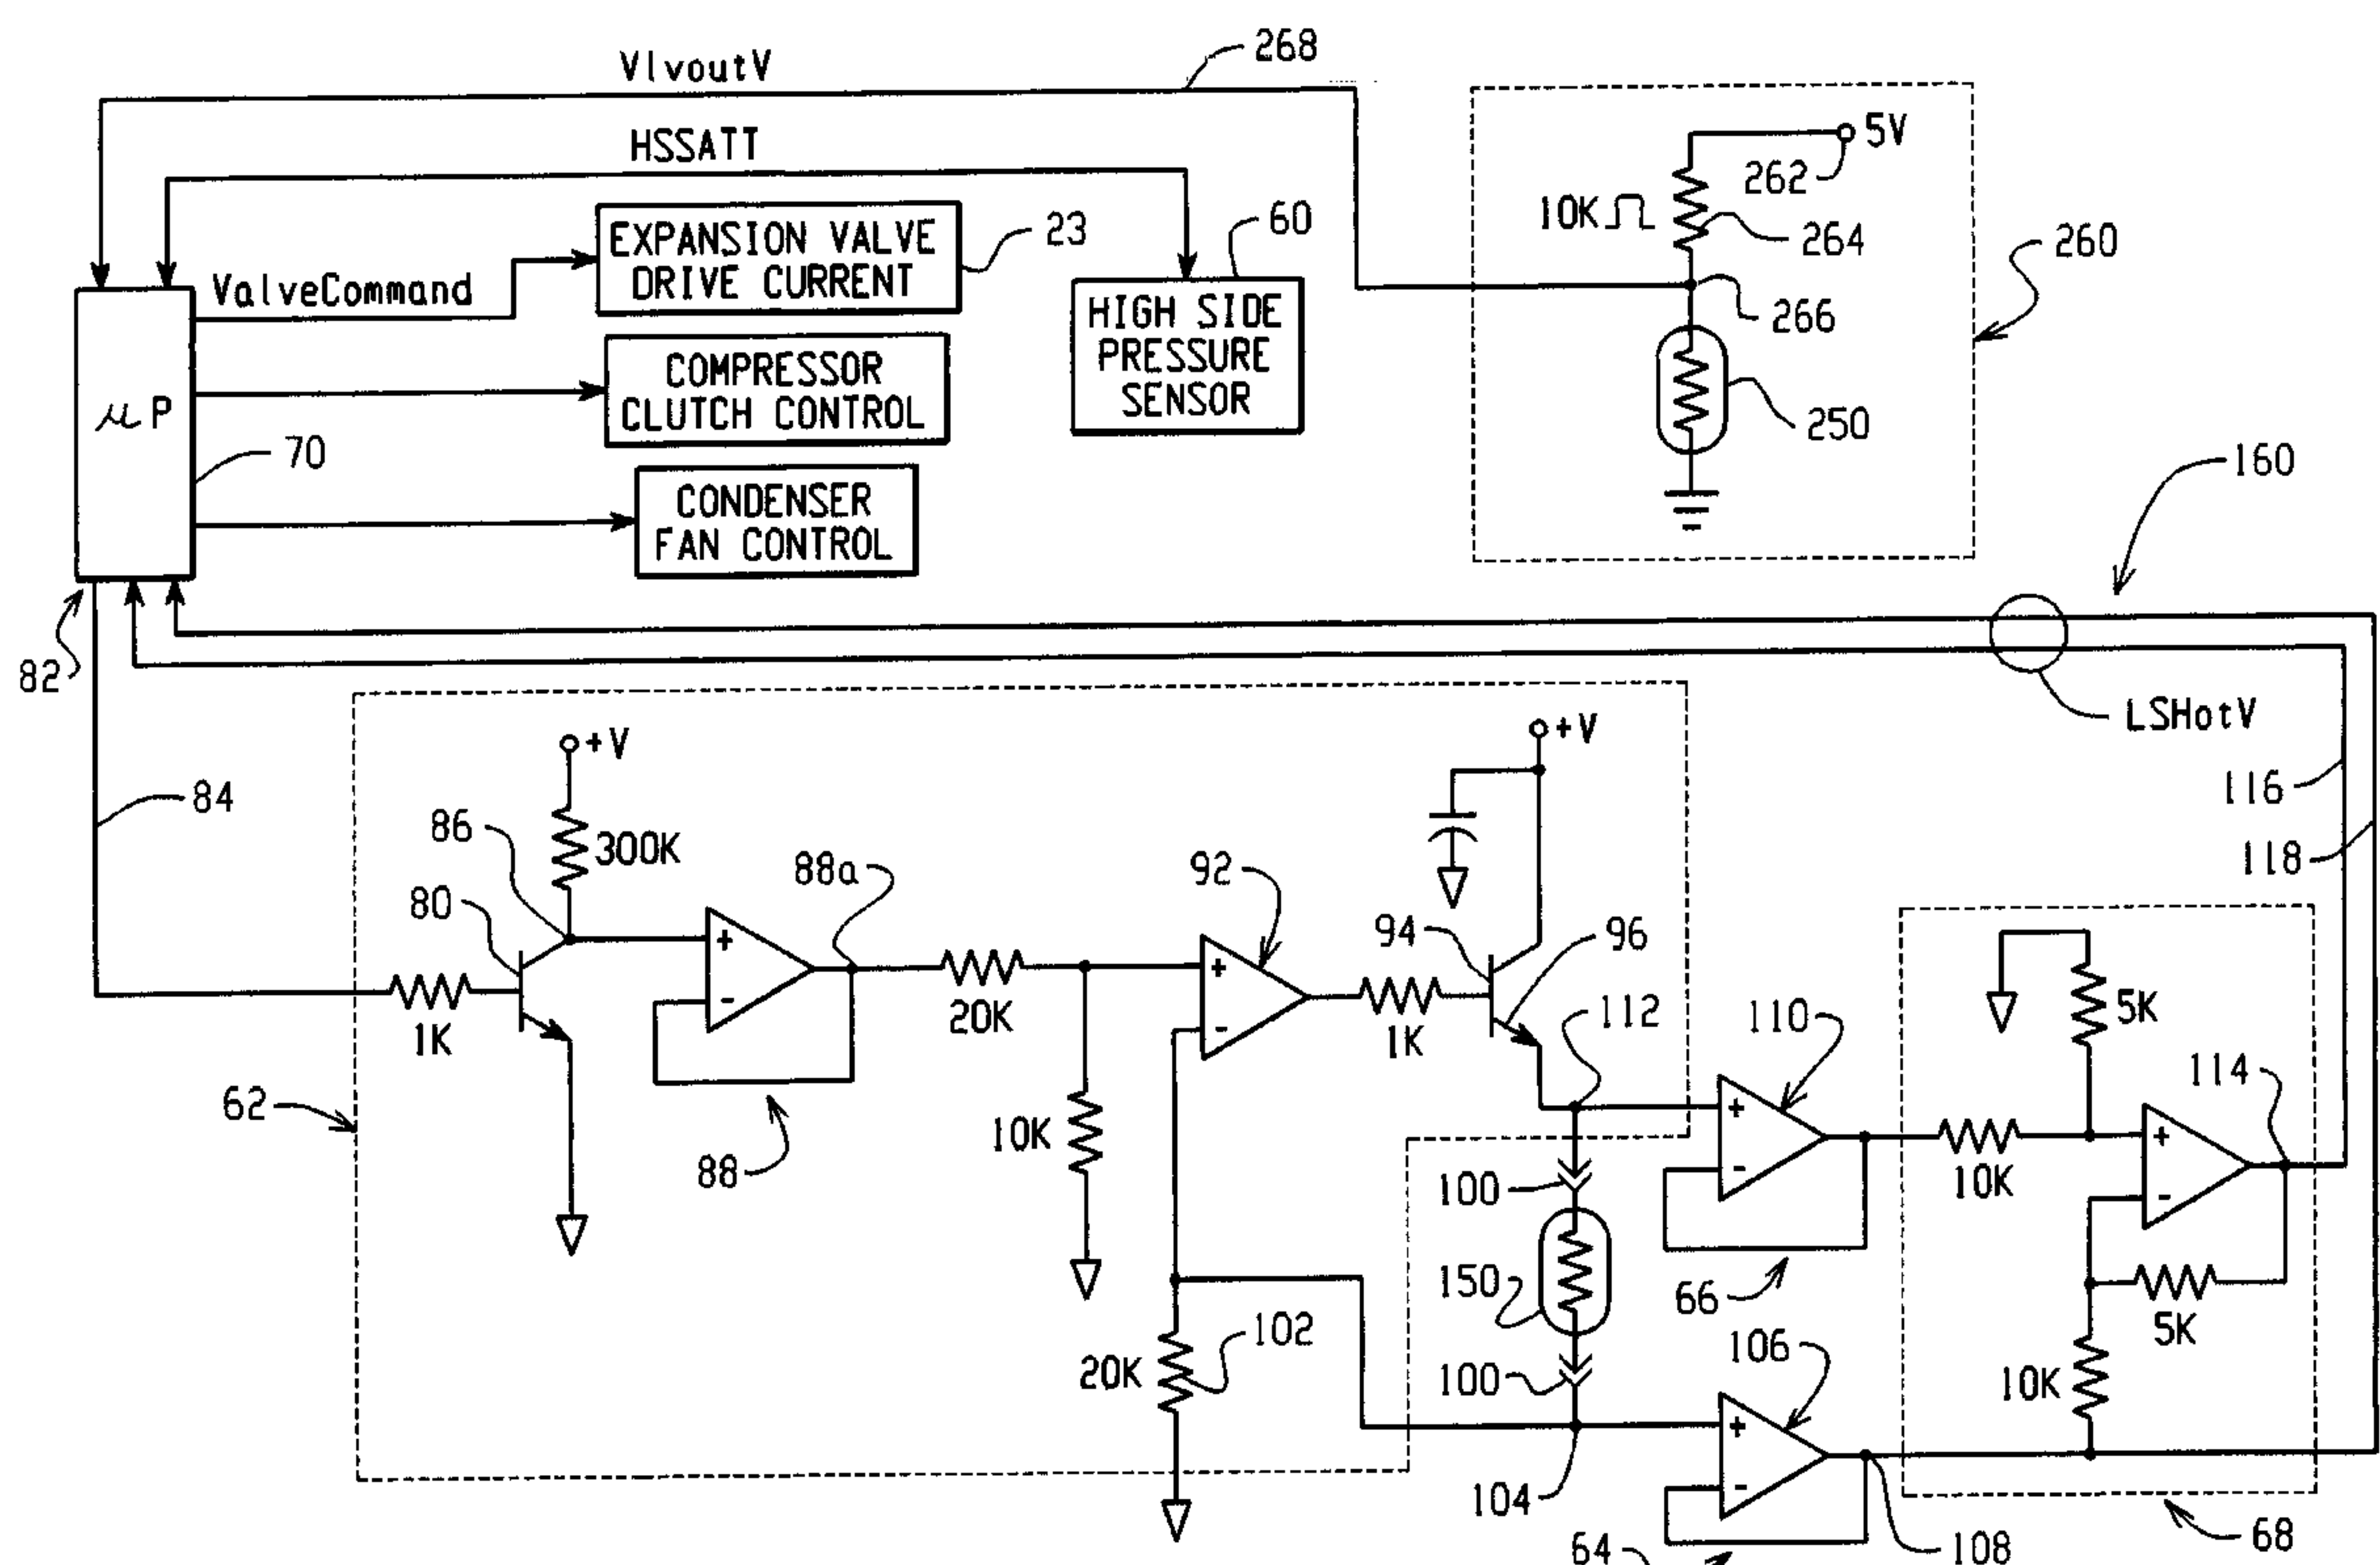 VlvoutV
268
HSSATT
5V
262
10KΩ
264
260
266
250
EXPANSION VALVE
DRIVE CURRENT
23
60
HIGH SIDE
PRESSURE
SENSOR
ValveCommand
COMPRESSOR
CLUTCH CONTROL
μP
70
CONDENSER
FAN CONTROL
160
82
LSHotV
84
+V
+V
116
86
300K
88a
92
118
80
94
96
+
-
1K
20K
+
-
1K
112
110
5K
62
88
10K
+
-
10K
114
+
-
100
150
66
5K
20K
102
100
106
10K
+
-
104
64
108
68